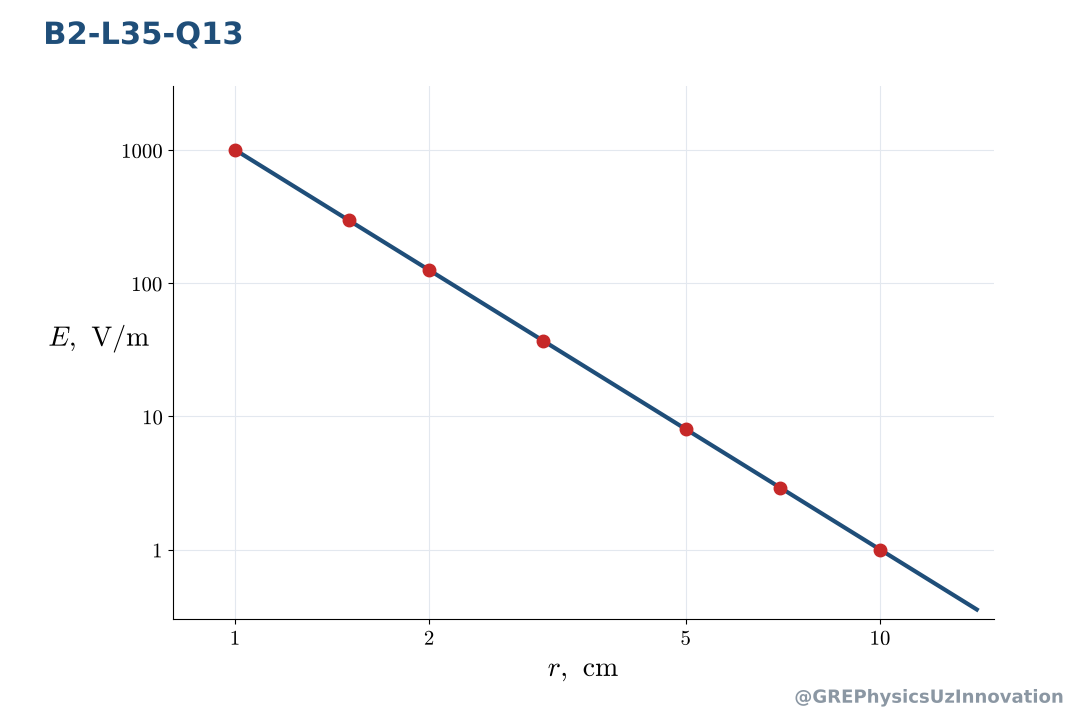 B2-L35-Q13
1000
100
E, V/m
10
1
1 2 5 10
r, cm
@GREPhysicsUzInnovation